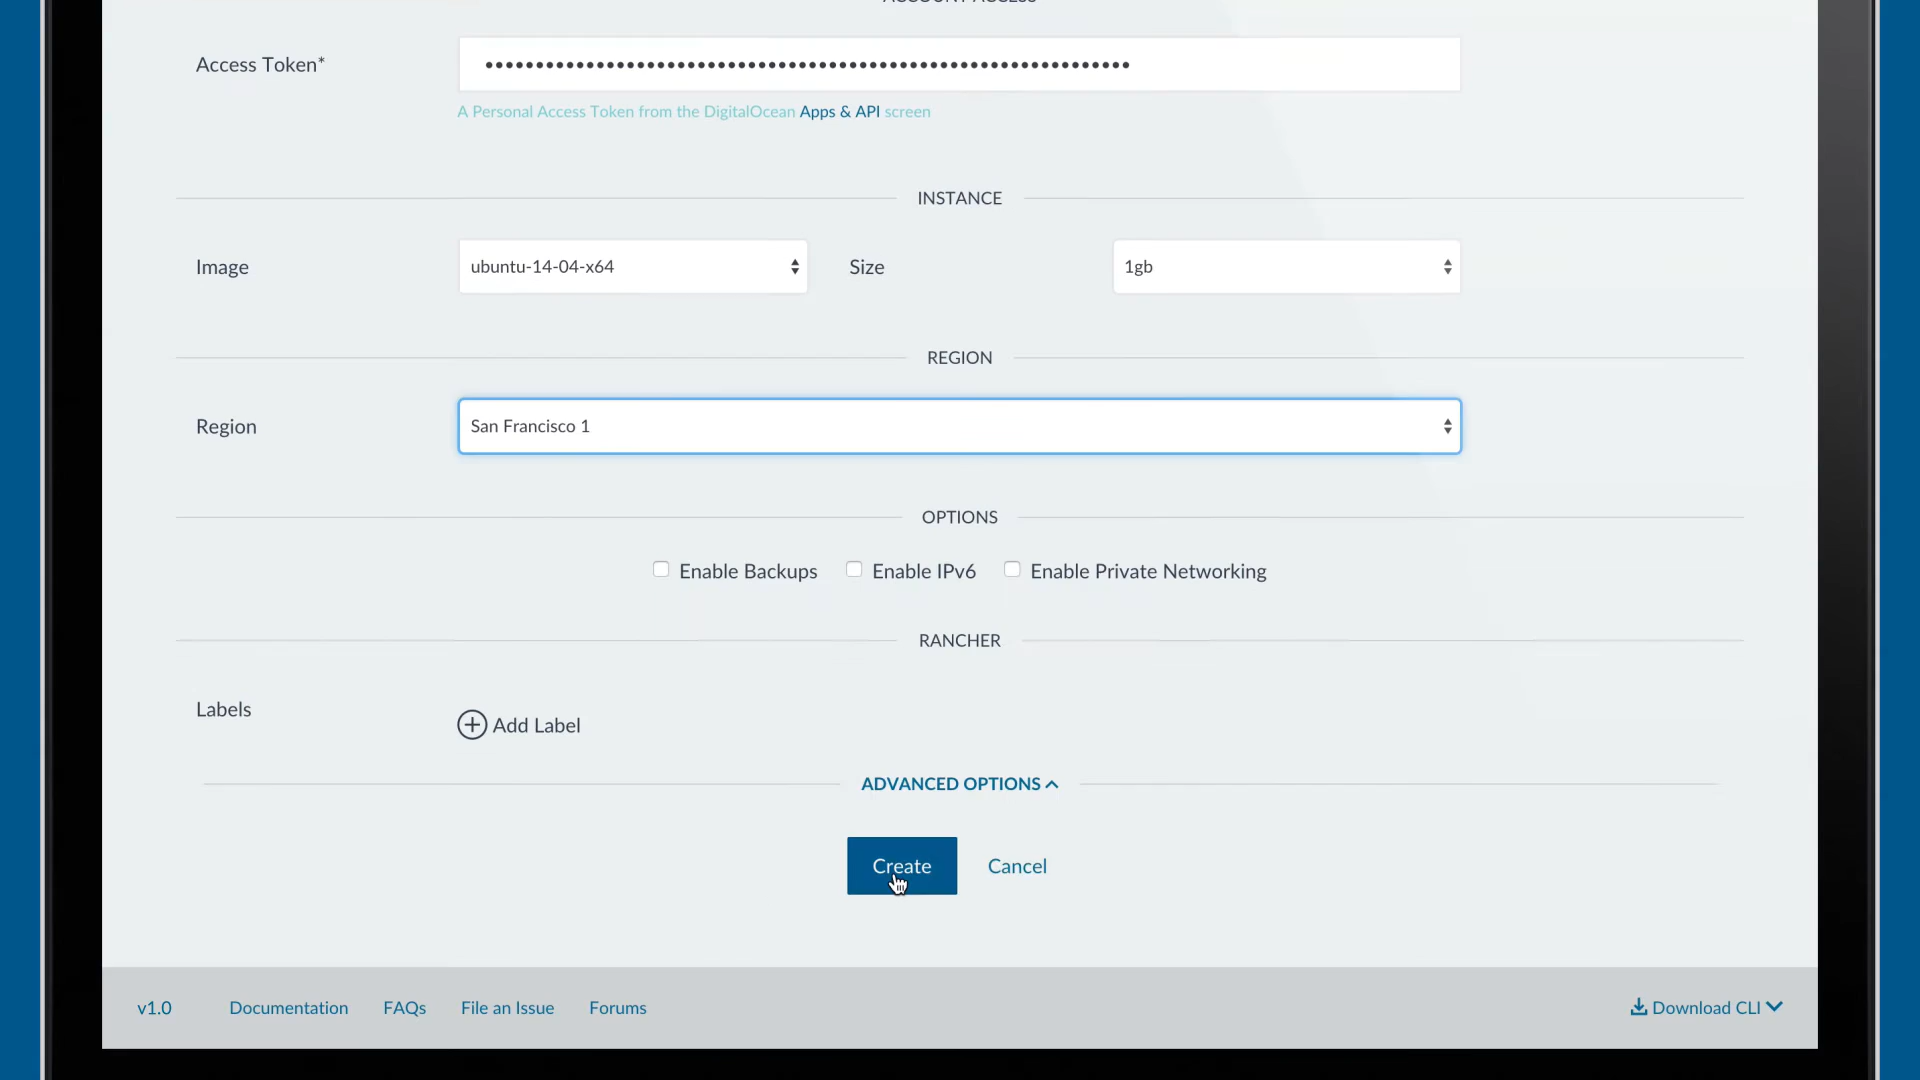 ACCOUNT ACCESS
Access Token*
A Personal Access Token from the DigitalOcean Apps & API screen
INSTANCE
Image
ubuntu-14-04-x64
Size
1gb
REGION
Region
San Francisco 1
OPTIONS
Enable Backups
Enable IPv6
Enable Private Networking
RANCHER
Labels
Add Label
ADVANCED OPTIONS
Create
Cancel
v1.0
Documentation
FAQs
File an Issue
Forums
Download CLI